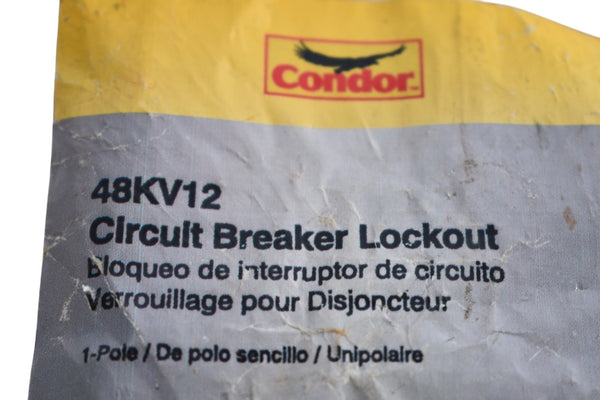 Condor
48KV12
Circuit Breaker Lockout
Bloqueo de interruptor de circuito
Verrouillage pour Disjoncteur
1-Pole / De polo sencillo / Unipolaire